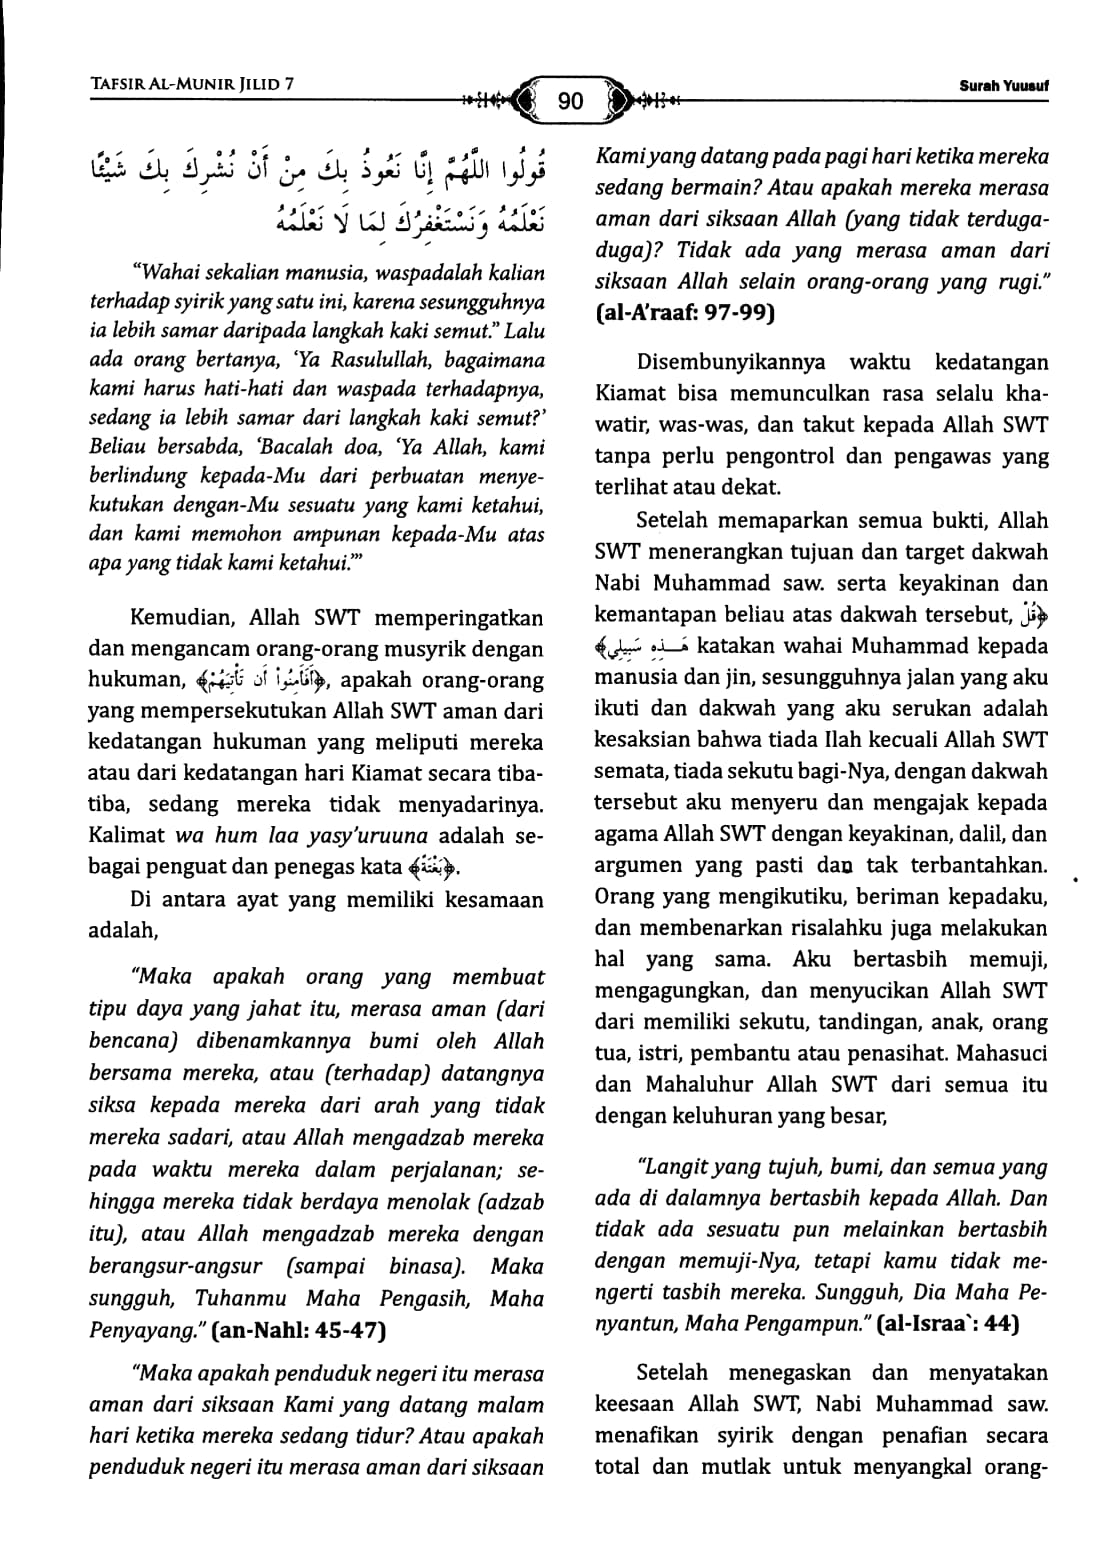 TAFSIR AL-MUNIR JILID 7
90
Surah Yuusuf
قُولُوا اللَّهُمَّ إِنَّا نَعُوذُ بِكَ مِنْ أَنْ نُشْرِكَ بِكَ شَيْئًا
نَعْلَمُهُ وَنَسْتَغْفِرُكَ لِمَا لَا نَعْلَمُهُ
“Wahai sekalian manusia, waspadalah kalian
terhadap syirik yang satu ini, karena sesungguhnya
ia lebih samar daripada langkah kaki semut.” Lalu
ada orang bertanya, ‘Ya Rasulullah, bagaimana
kami harus hati-hati dan waspada terhadapnya,
sedang ia lebih samar dari langkah kaki semut?’
Beliau bersabda, ‘Bacalah doa, ‘Ya Allah, kami
berlindung kepada-Mu dari perbuatan menye-
kutukan dengan-Mu sesuatu yang kami ketahui,
dan kami memohon ampunan kepada-Mu atas
apa yang tidak kami ketahui.’”
Kemudian, Allah SWT memperingatkan
dan mengancam orang-orang musyrik dengan
hukuman, ﴿أَفَأَمِنُوا أَن تَأْتِيَهُمْ﴾, apakah orang-orang
yang mempersekutukan Allah SWT aman dari
kedatangan hukuman yang meliputi mereka
atau dari kedatangan hari Kiamat secara tiba-
tiba, sedang mereka tidak menyadarinya.
Kalimat wa hum laa yasy’uruuna adalah se-
bagai penguat dan penegas kata ﴿بَغْتَةً﴾.
Di antara ayat yang memiliki kesamaan
adalah,
“Maka apakah orang yang membuat
tipu daya yang jahat itu, merasa aman (dari
bencana) dibenamkannya bumi oleh Allah
bersama mereka, atau (terhadap) datangnya
siksa kepada mereka dari arah yang tidak
mereka sadari, atau Allah mengadzab mereka
pada waktu mereka dalam perjalanan; se-
hingga mereka tidak berdaya menolak (adzab
itu), atau Allah mengadzab mereka dengan
berangsur-angsur (sampai binasa). Maka
sungguh, Tuhanmu Maha Pengasih, Maha
Penyayang.” (an-Nahl: 45-47)
“Maka apakah penduduk negeri itu merasa
aman dari siksaan Kami yang datang malam
hari ketika mereka sedang tidur? Atau apakah
penduduk negeri itu merasa aman dari siksaan
Kami yang datang pada pagi hari ketika mereka
sedang bermain? Atau apakah mereka merasa
aman dari siksaan Allah (yang tidak terduga-
duga)? Tidak ada yang merasa aman dari
siksaan Allah selain orang-orang yang rugi.”
(al-A’raaf: 97-99)
Disembunyikannya waktu kedatangan
Kiamat bisa memunculkan rasa selalu kha-
watir, was-was, dan takut kepada Allah SWT
tanpa perlu pengontrol dan pengawas yang
terlihat atau dekat.
Setelah memaparkan semua bukti, Allah
SWT menerangkan tujuan dan target dakwah
Nabi Muhammad saw. serta keyakinan dan
kemantapan beliau atas dakwah tersebut, ﴿قُلْ
هَـٰذِهِ سَبِيلِي﴾ katakan wahai Muhammad kepada
manusia dan jin, sesungguhnya jalan yang aku
ikuti dan dakwah yang aku serukan adalah
kesaksian bahwa tiada Ilah kecuali Allah SWT
semata, tiada sekutu bagi-Nya, dengan dakwah
tersebut aku menyeru dan mengajak kepada
agama Allah SWT dengan keyakinan, dalil, dan
argumen yang pasti dan tak terbantahkan.
Orang yang mengikutiku, beriman kepadaku,
dan membenarkan risalahku juga melakukan
hal yang sama. Aku bertasbih memuji,
mengagungkan, dan menyucikan Allah SWT
dari memiliki sekutu, tandingan, anak, orang
tua, istri, pembantu atau penasihat. Mahasuci
dan Mahaluhur Allah SWT dari semua itu
dengan keluhuran yang besar,
“Langit yang tujuh, bumi, dan semua yang
ada di dalamnya bertasbih kepada Allah. Dan
tidak ada sesuatu pun melainkan bertasbih
dengan memuji-Nya, tetapi kamu tidak me-
ngerti tasbih mereka. Sungguh, Dia Maha Pe-
nyantun, Maha Pengampun.” (al-Israa`: 44)
Setelah menegaskan dan menyatakan
keesaan Allah SWT, Nabi Muhammad saw.
menafikan syirik dengan penafian secara
total dan mutlak untuk menyangkal orang-